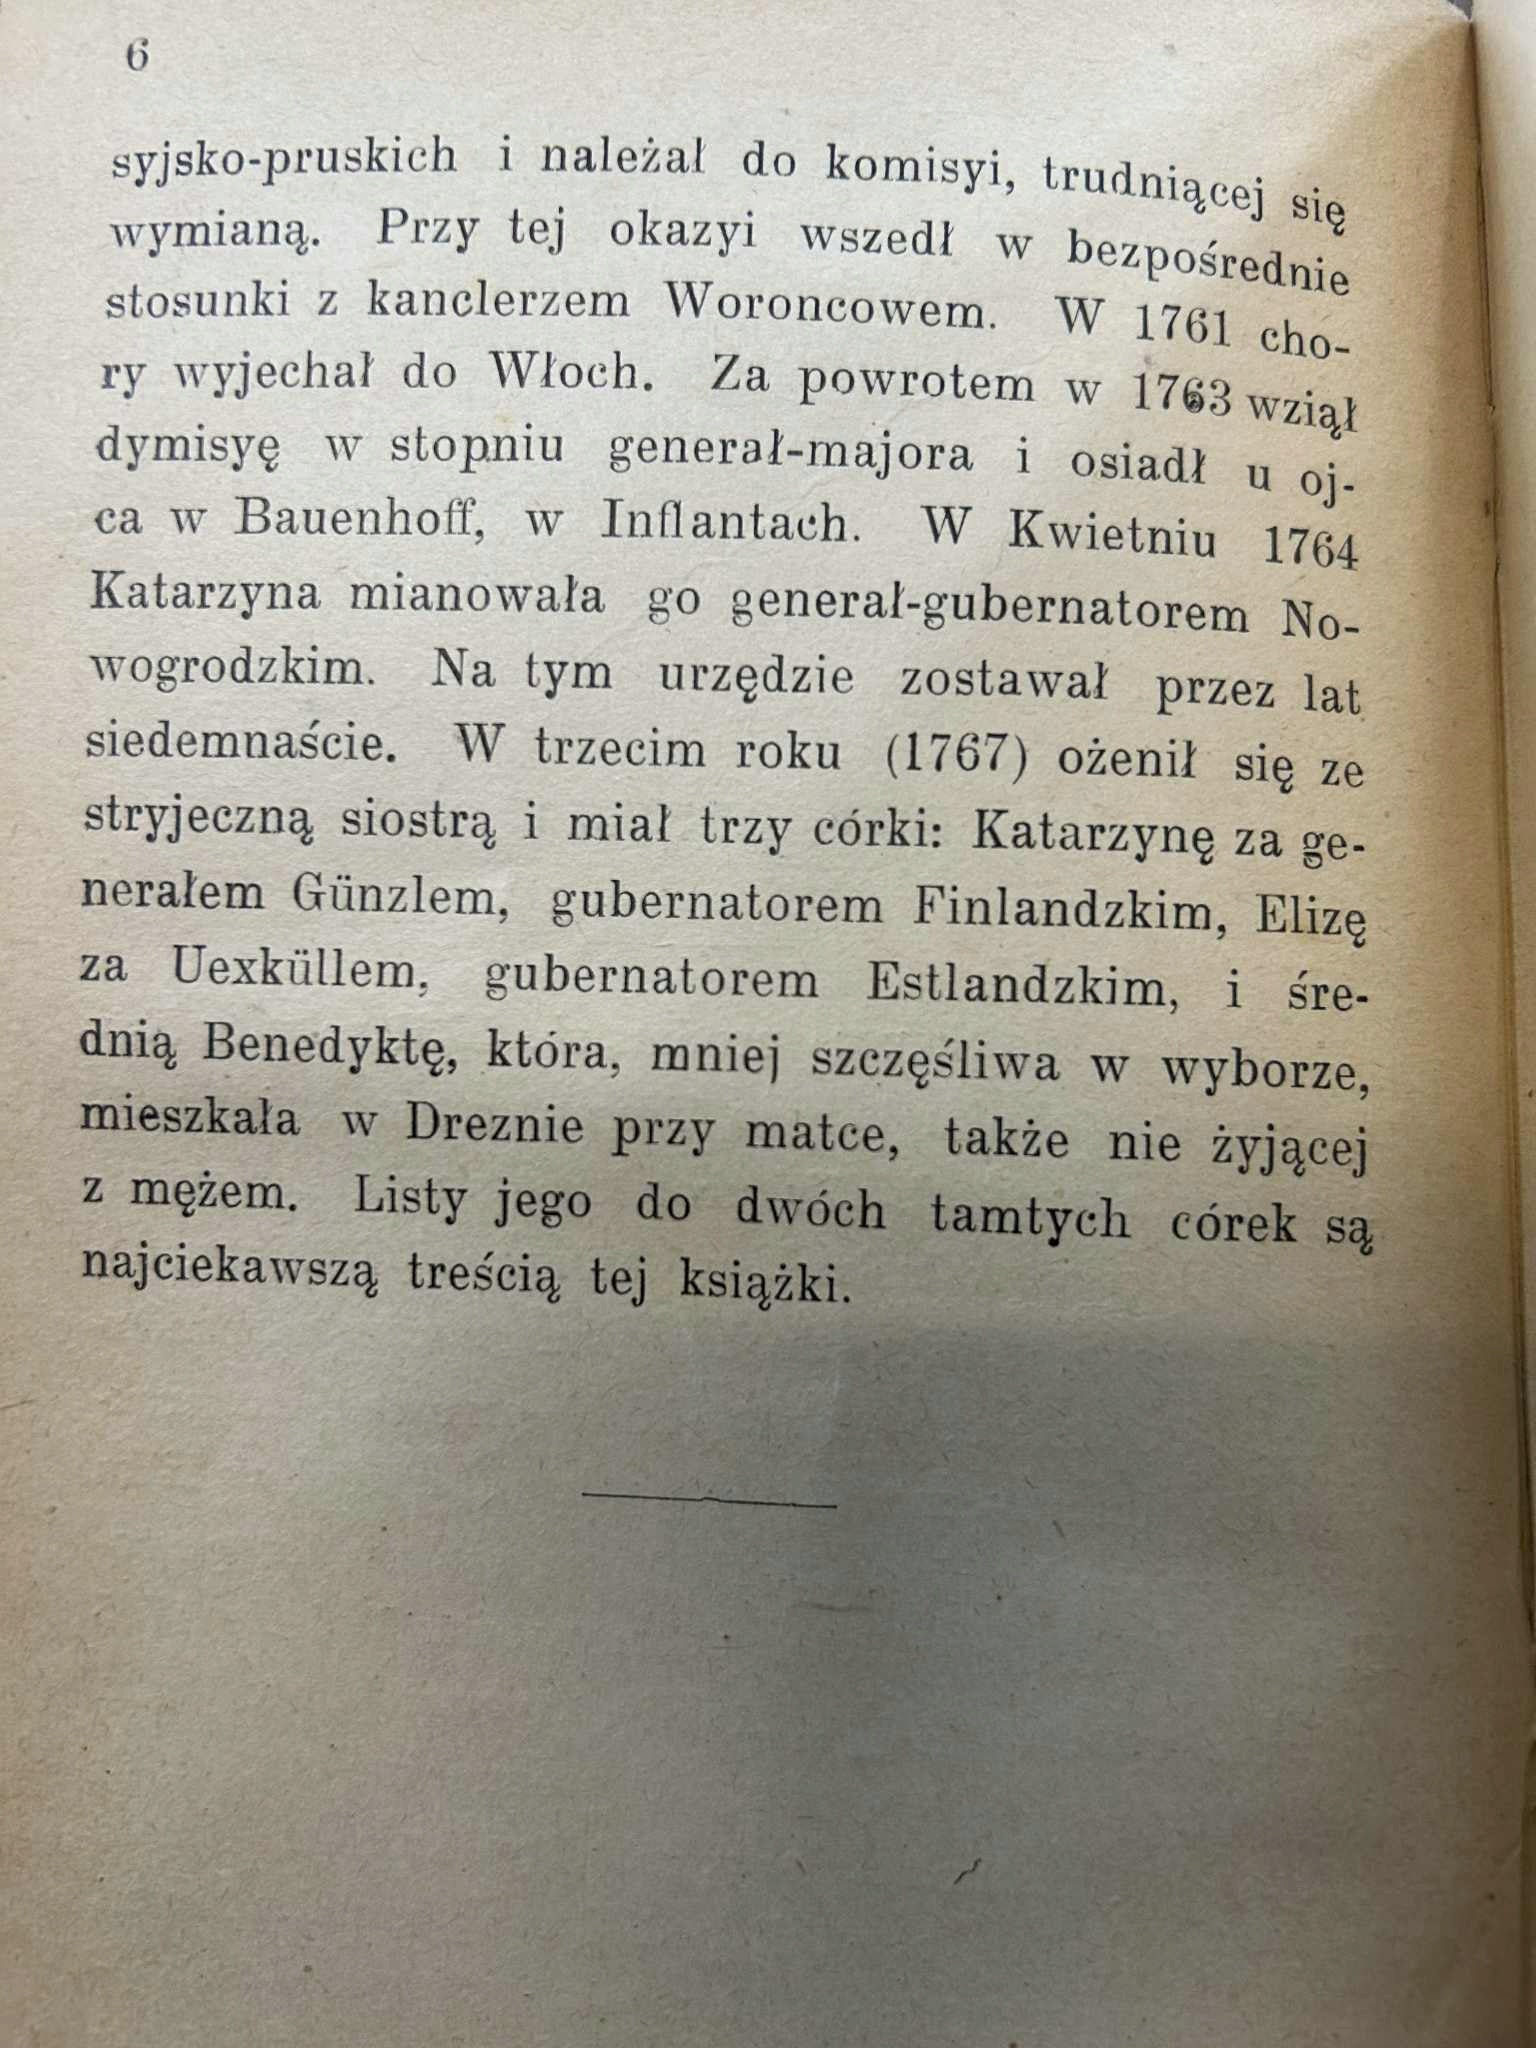 6
syjsko-pruskich i należał do komisyi, trudniącej się
wymianą. Przy tej okazyi wszedł w bezpośrednie
stosunki z kanclerzem Woroncowem. W 1761 cho-
ry wyjechał do Włoch. Za powrotem w 1763 wziął
dymisyę w stopniu generał-majora i osiadł u oj-
ca w Bauenhoff, w Inflantach. W Kwietniu 1764
Katarzyna mianowała go generał-gubernatorem No-
wogrodzkim. Na tym urzędzie zostawał przez lat
siedemnaście. W trzecim roku (1767) ożenił się ze
stryjeczną siostrą i miał trzy córki: Katarzynę za ge-
nerałem Günzlem, gubernatorem Finlandzkim, Elizę
za Uexküllem, gubernatorem Estlandzkim, i śre-
dnią Benedyktę, która, mniej szczęśliwa w wyborze,
mieszkała w Dreznie przy matce, także nie żyjącej
z mężem. Listy jego do dwóch tamtych córek są
najciekawszą treścią tej książki.